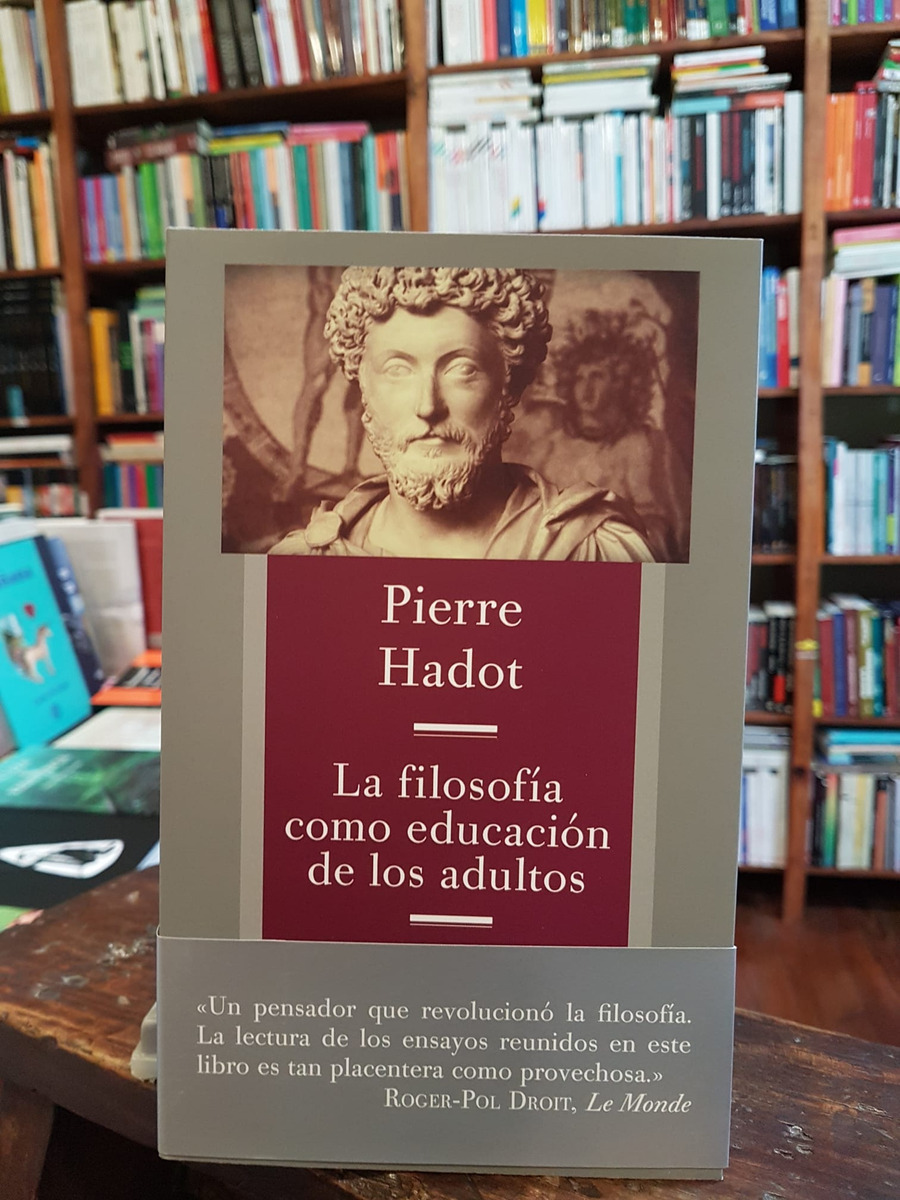 Pierre
Hadot
La filosofía
como educación
de los adultos
«Un pensador que revolucionó la filosofía.
La lectura de los ensayos reunidos en este
libro es tan placentera como provechosa.»
ROGER-POL DROIT, Le Monde